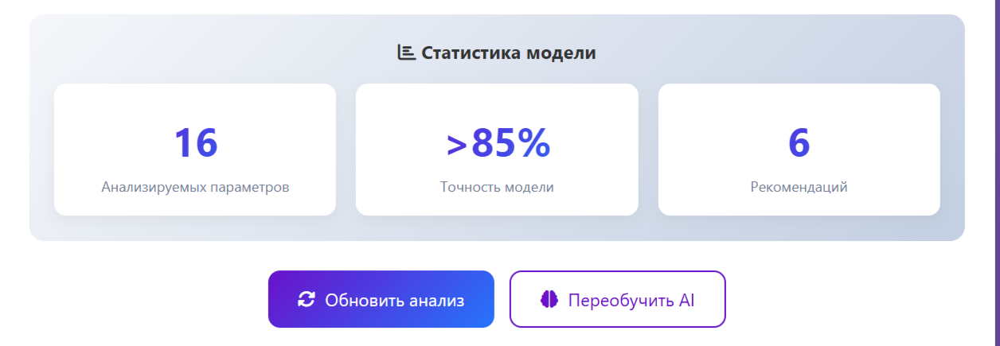 Статистика модели
16
Анализируемых параметров
>85%
Точность модели
6
Рекомендаций
Обновить анализ
Переобучить AI